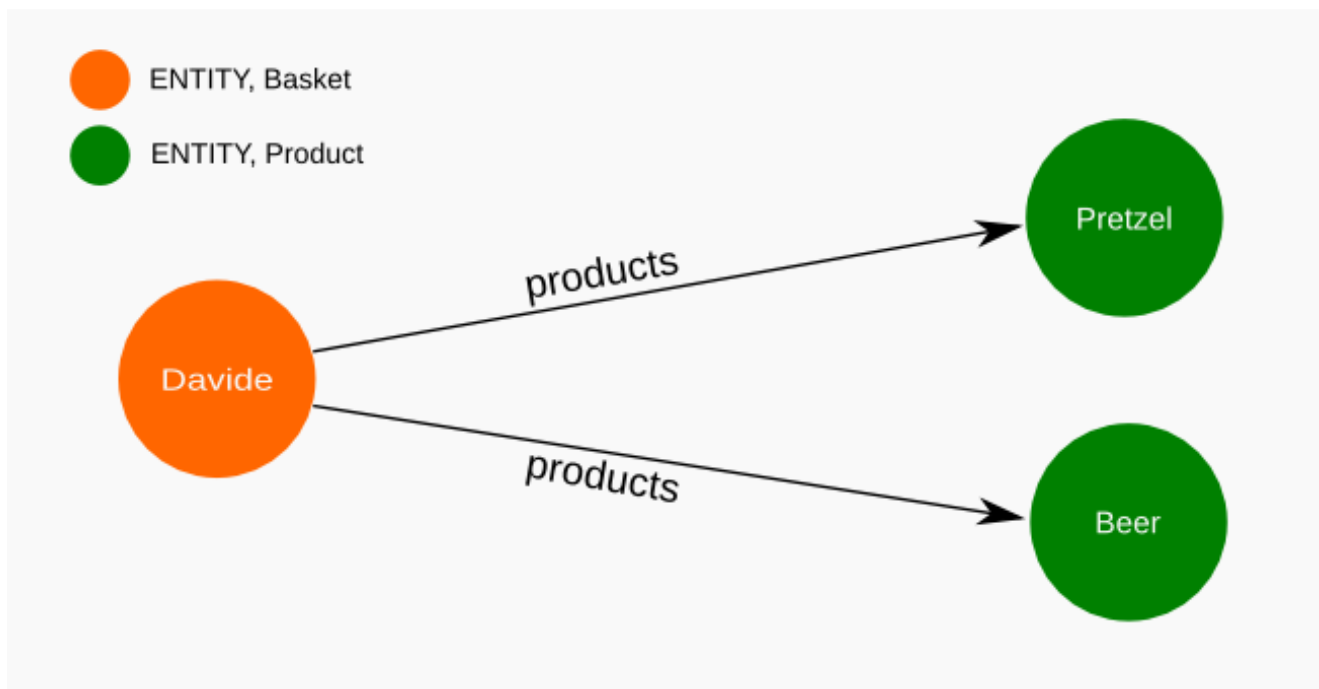 ENTITY, Basket
ENTITY, Product
Pretzel
products
Davide
products
Beer